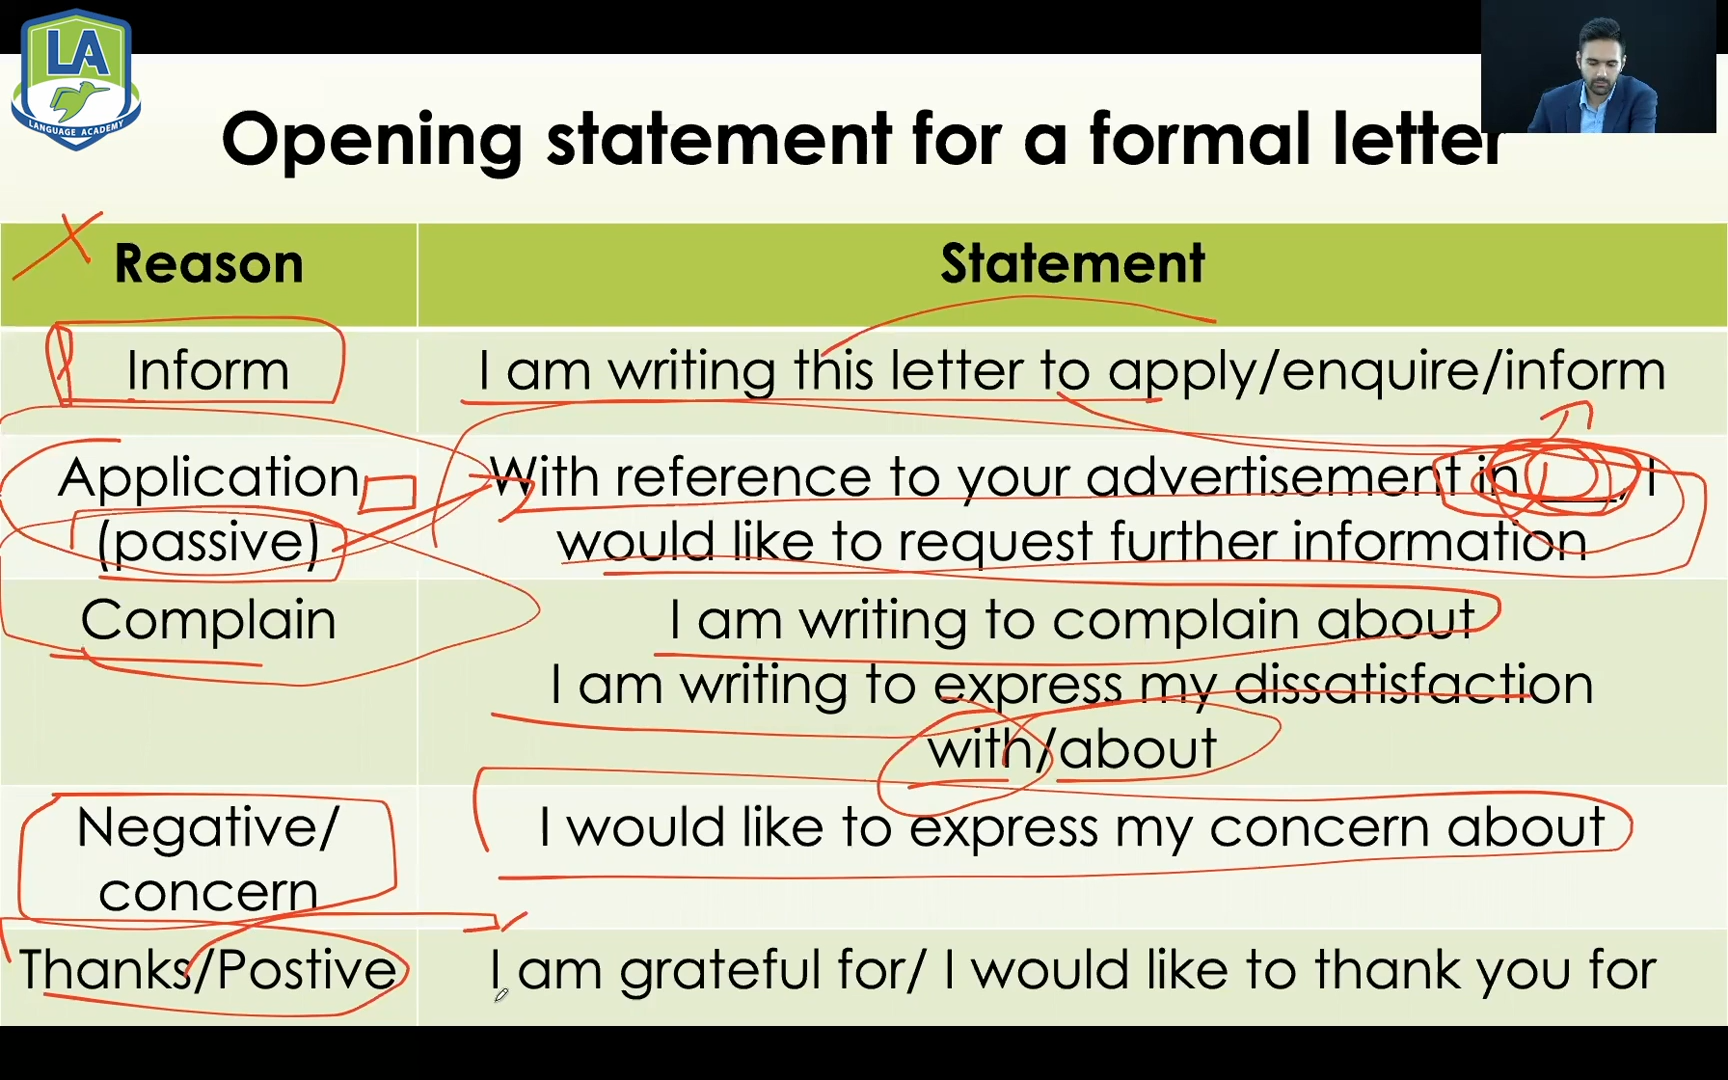 LA
LANGUAGE ACADEMY
Opening statement for a formal letter
Reason
Statement
Inform
I am writing this letter to apply/enquire/inform
Application
(passive)
With reference to your advertisement in ____, I
would like to request further information
Complain
I am writing to complain about
I am writing to express my dissatisfaction
with/about
Negative/
concern
I would like to express my concern about
Thanks/Postive
I am grateful for/ I would like to thank you for